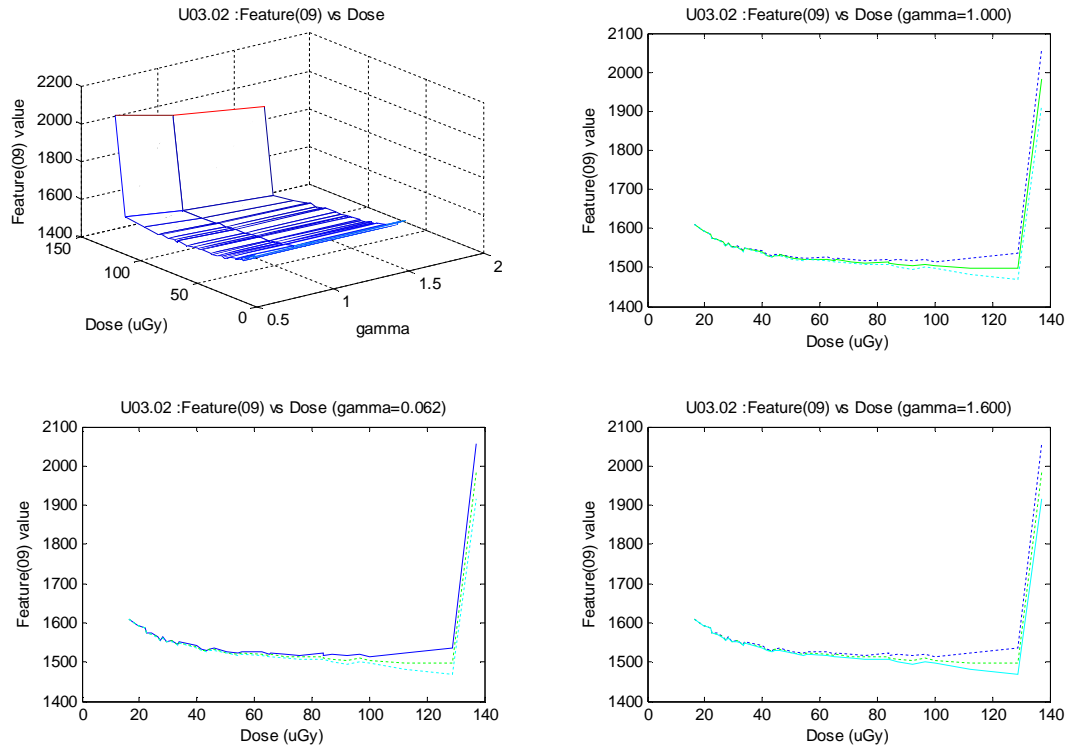 U03.02 :Feature(09) vs Dose
2200
2000
1800
1600
1400
150
100
50
0
0.5
1
1.5
2
Feature(09) value
Dose (uGy)
gamma
U03.02 :Feature(09) vs Dose (gamma=1.000)
2100
2000
1900
1800
1700
1600
1500
1400
0 20 40 60 80 100 120 140
Feature(09) value
Dose (uGy)
U03.02 :Feature(09) vs Dose (gamma=0.062)
2100
2000
1900
1800
1700
1600
1500
1400
0 20 40 60 80 100 120 140
Feature(09) value
Dose (uGy)
U03.02 :Feature(09) vs Dose (gamma=1.600)
2100
2000
1900
1800
1700
1600
1500
1400
0 20 40 60 80 100 120 140
Feature(09) value
Dose (uGy)